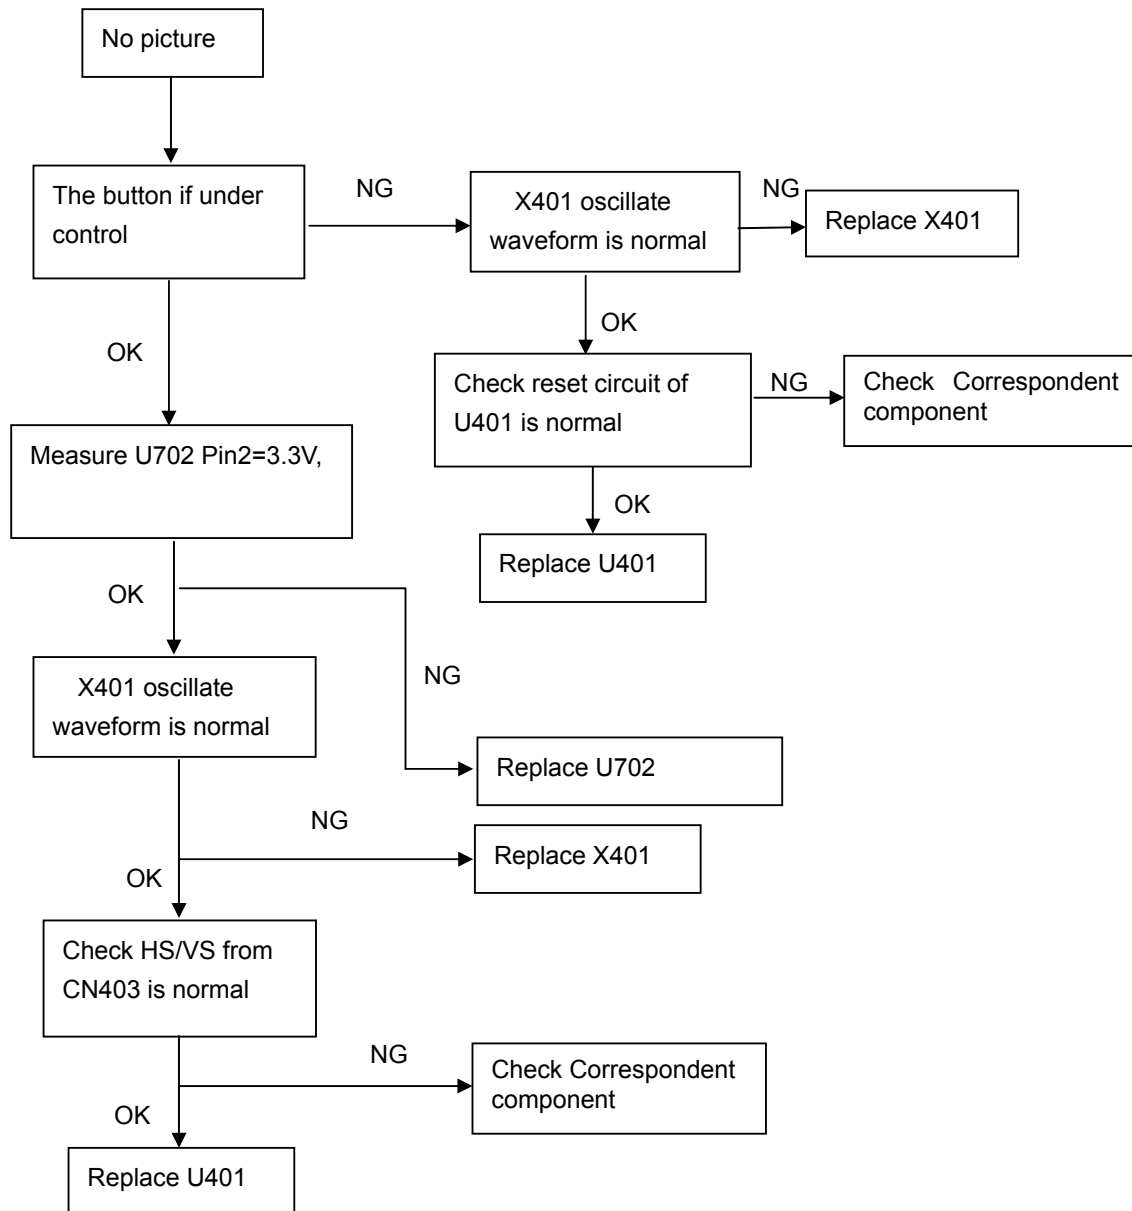 No picture
The button if under
control
NG
X401 oscillate
waveform is normal
NG
Replace X401
OK
OK
Check reset circuit of
U401 is normal
NG
Check Correspondent
component
Measure U702 Pin2=3.3V,
OK
Replace U401
OK
NG
X401 oscillate
waveform is normal
Replace U702
NG
Replace X401
OK
Check HS/VS from
CN403 is normal
NG
Check Correspondent
component
OK
Replace U401